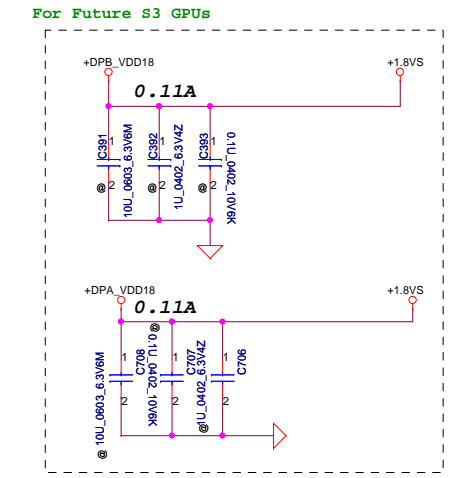 For Future S3 GPUs
+DPB_VDD18
+1.8VS
0.11A
C391
1
2
@
10U_0603_6.3V6M
C392
1
2
@
1U_0402_6.3V4Z
C393
1
2
@
0.1U_0402_10V6K
+DPA_VDD18
+1.8VS
0.11A
@
10U_0603_6.3V6M
1
2
C708
@
0.1U_0402_10V6K
1
2
C707
@
1U_0402_6.3V4Z
1
2
C706